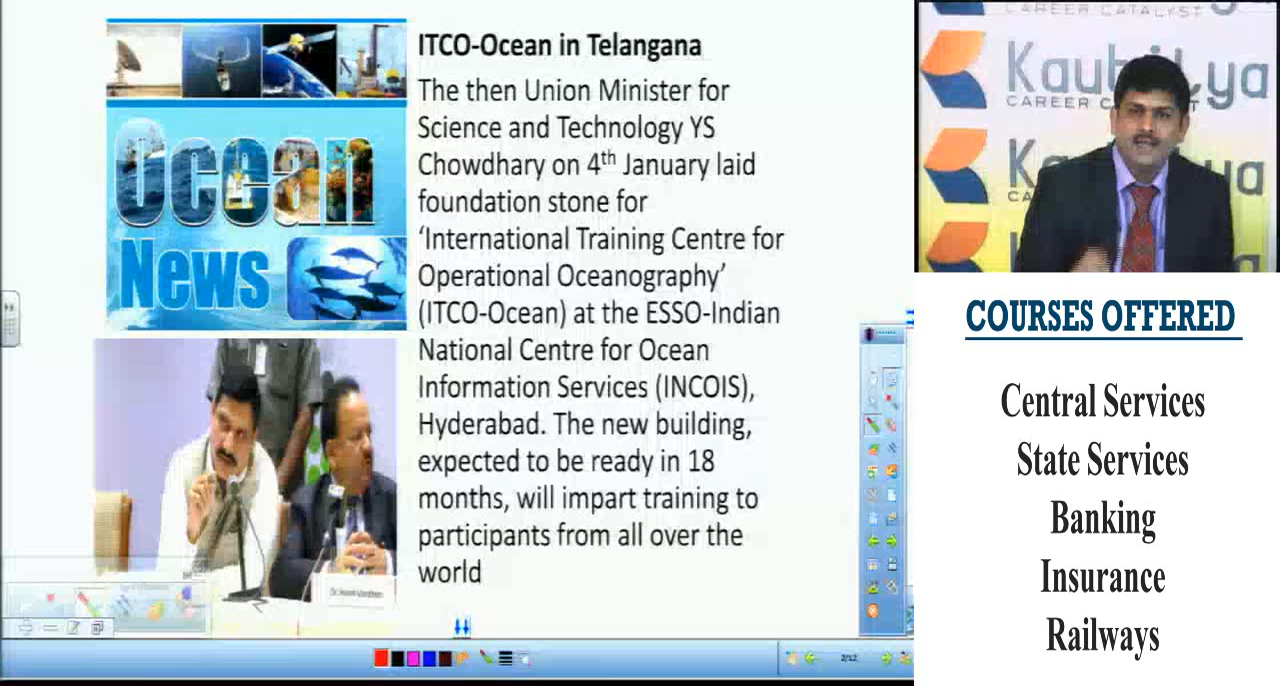 ITCO-Ocean in Telangana
The then Union Minister for
Science and Technology YS
Chowdhary on 4th January laid
foundation stone for
‘International Training Centre for
Operational Oceanography’
(ITCO-Ocean) at the ESSO-Indian
National Centre for Ocean
Information Services (INCOIS),
Hyderabad. The new building,
expected to be ready in 18
months, will impart training to
participants from all over the
world
Ocean
News
2/12
CAREER CATALYST
Kautilya
CAREER CATALYST
COURSES OFFERED
Central Services
State Services
Banking
Insurance
Railways